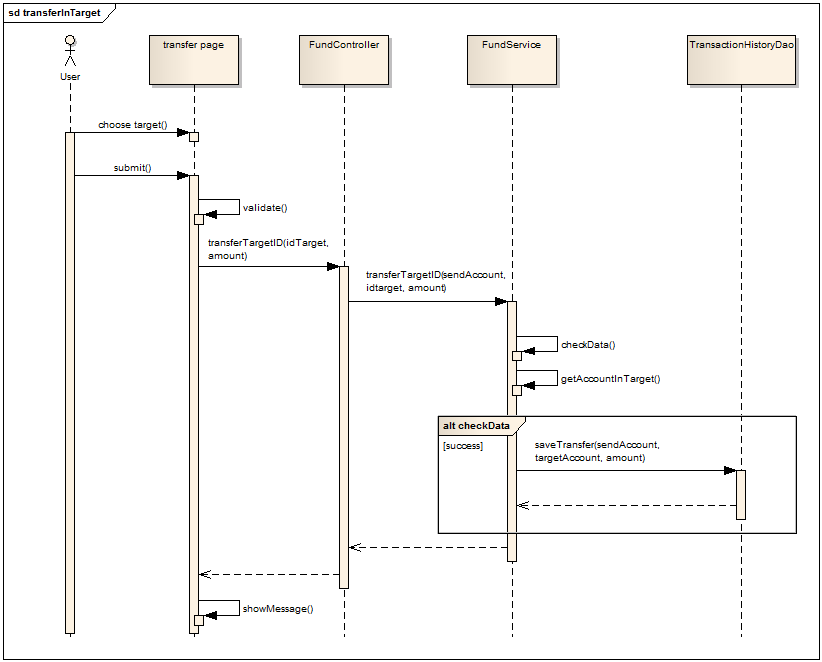 sd transferInTarget
User
transfer page
FundController
FundService
TransactionHistoryDao
choose target()
submit()
validate()
transferTargetID(idTarget,
amount)
transferTargetID(sendAccount,
idtarget, amount)
checkData()
getAccountInTarget()
alt checkData
[success]
saveTransfer(sendAccount,
targetAccount, amount)
showMessage()